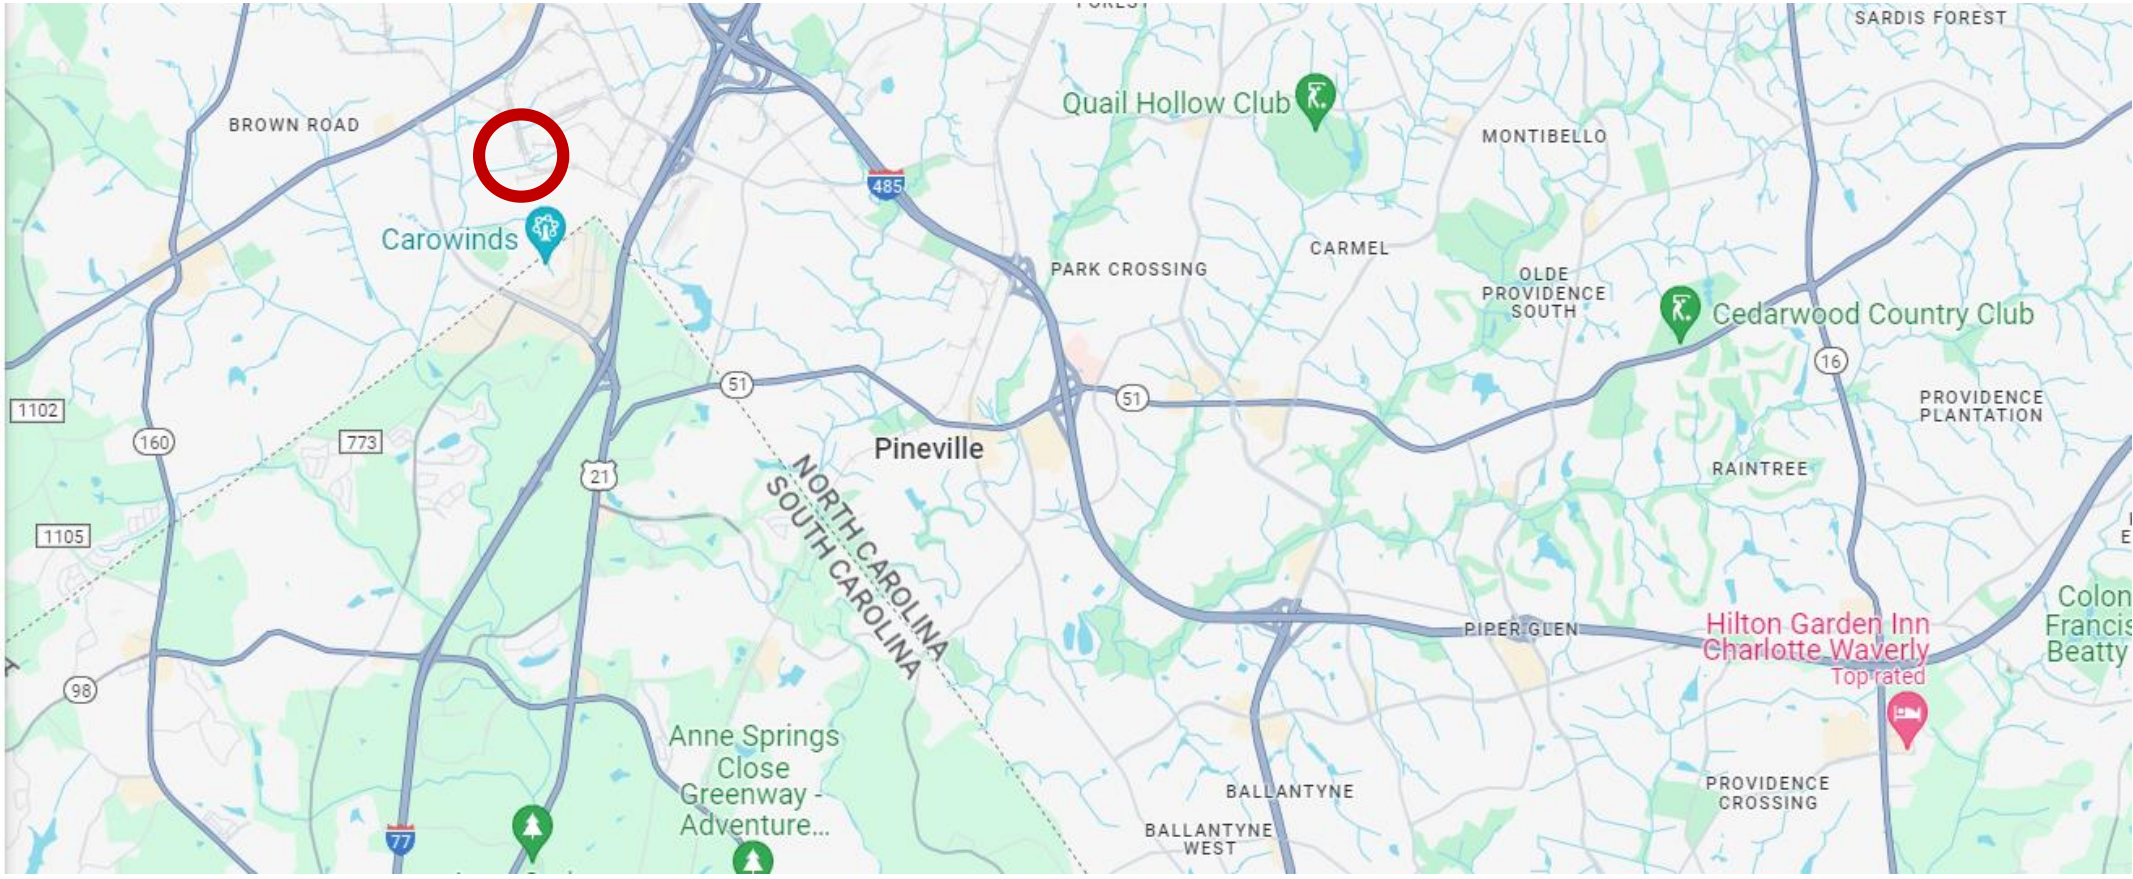 SARDIS FOREST
Quail Hollow Club
BROWN ROAD
MONTIBELLO
485
Carowinds
CARMEL
PARK CROSSING
OLDE
PROVIDENCE
SOUTH
Cedarwood Country Club
16
51
51
PROVIDENCE
PLANTATION
1102
160
773
Pineville
21
RAINTREE
NORTH CAROLINA
SOUTH CAROLINA
1105
PIPER GLEN
Hilton Garden Inn
Charlotte Waverly
Top rated
Colon
Francis
Beatty
98
Anne Springs
Close
Greenway -
Adventure...
BALLANTYNE
PROVIDENCE
CROSSING
BALLANTYNE
WEST
77